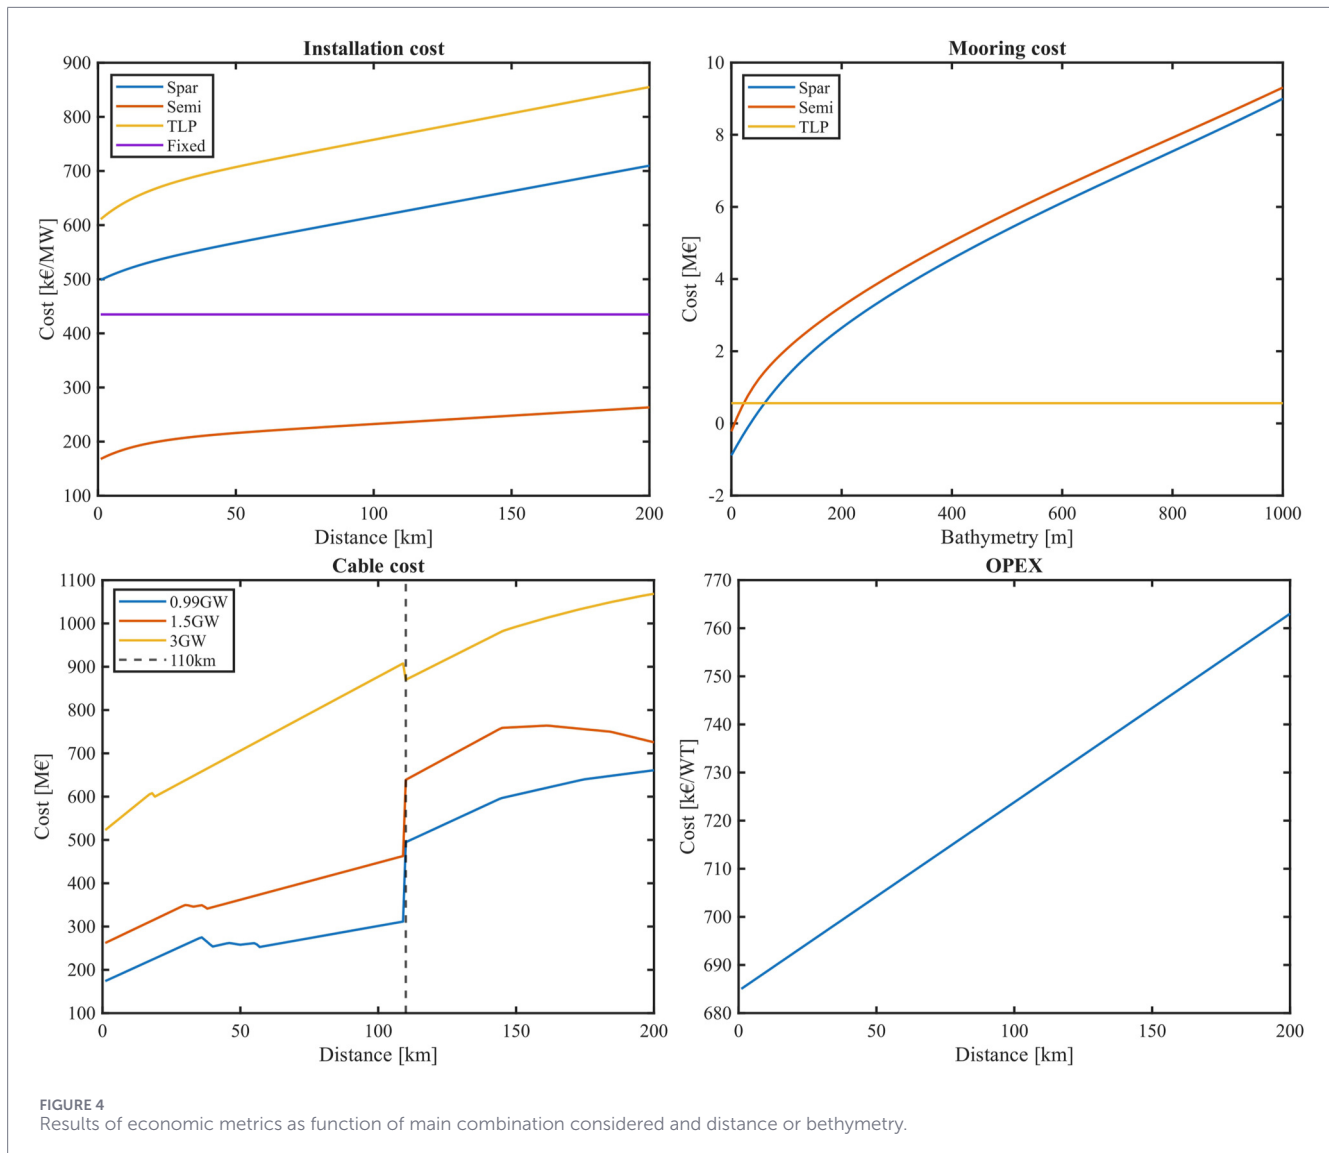 Installation cost
900
800
700
600
500
400
300
200
100
Cost [k€/MW]
Spar
Semi
TLP
Fixed
0
50
100
150
200
Distance [km]
Mooring cost
10
8
6
4
2
0
-2
Cost [M€]
Spar
Semi
TLP
0
200
400
600
800
1000
Bathymetry [m]
Cable cost
1100
1000
900
800
700
600
500
400
300
200
100
Cost [M€]
0.99GW
1.5GW
3GW
110km
0
50
100
150
200
Distance [km]
OPEX
770
760
750
740
730
720
710
700
690
680
Cost [k€/WT]
0
50
100
150
200
Distance [km]
FIGURE 4
Results of economic metrics as function of main combination considered and distance or bethymetry.